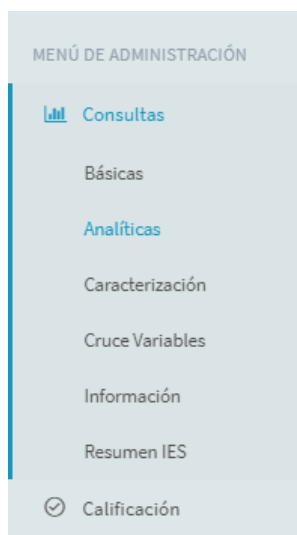 MENÚ DE ADMINISTRACIÓN
Consultas
Básicas
Analíticas
Caracterización
Cruce Variables
Información
Resumen IES
Calificación